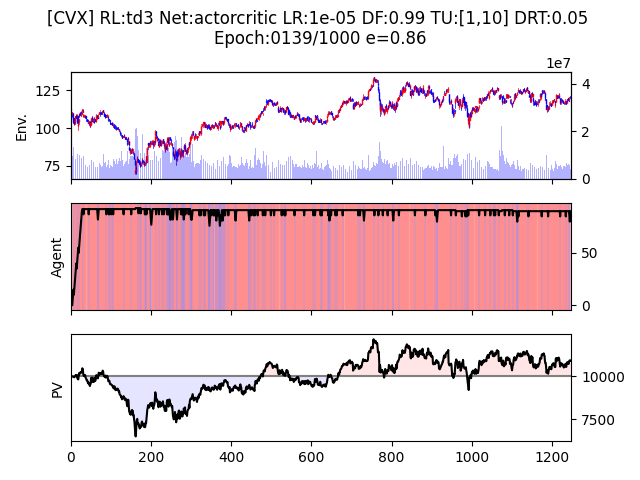 [CVX] RL:td3 Net:actorcritic LR:1e-05 DF:0.99 TU:[1,10] DRT:0.05
Epoch:0139/1000 e=0.86
1e7
Env.
125
100
75
4
2
0
Agent
50
0
PV
10000
7500
0 200 400 600 800 1000 1200